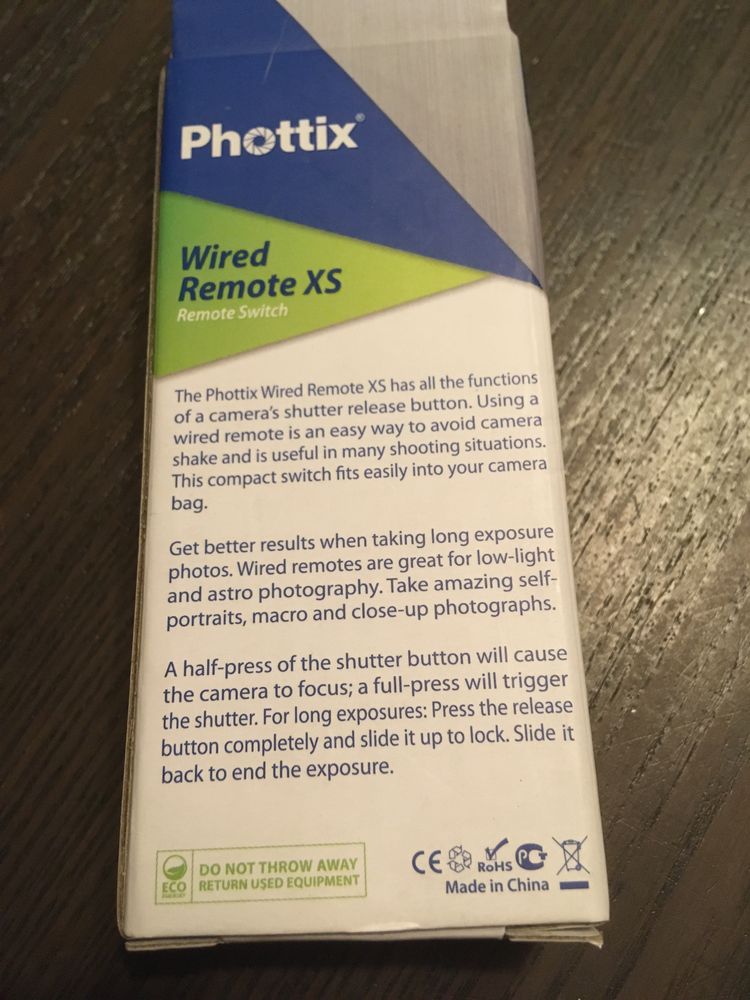 Phottix®
Wired
Remote XS
Remote Switch
The Phottix Wired Remote XS has all the functions
of a camera's shutter release button. Using a
wired remote is an easy way to avoid camera
shake and is useful in many shooting situations.
This compact switch fits easily into your camera
bag.
Get better results when taking long exposure
photos. Wired remotes are great for low-light
and astro photography. Take amazing self-
portraits, macro and close-up photographs.
A half-press of the shutter button will cause
the camera to focus; a full-press will trigger
the shutter. For long exposures: Press the release
button completely and slide it up to lock. Slide it
back to end the exposure.
ECO
ENERGY
DO NOT THROW AWAY
RETURN USED EQUIPMENT
CE
RoHS
PC
Made in China